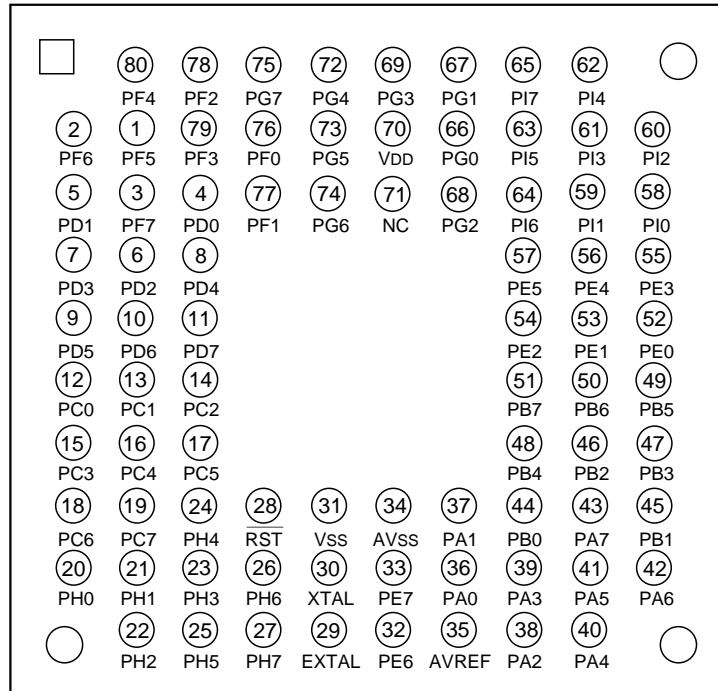 80 78 75 72 69 67 65 62
PF4 PF2 PG7 PG4 PG3 PG1 PI7 PI4
2 1 79 76 73 70 66 63 61 60
PF6 PF5 PF3 PF0 PG5 VDD PG0 PI5 PI3 PI2
5 3 4 77 74 71 68 64 59 58
PD1 PF7 PD0 PF1 PG6 NC PG2 PI6 PI1 PI0
7 6 8 57 56 55
PD3 PD2 PD4 PE5 PE4 PE3
9 10 11 54 53 52
PD5 PD6 PD7 PE2 PE1 PE0
12 13 14 51 50 49
PC0 PC1 PC2 PB7 PB6 PB5
15 16 17 48 46 47
PC3 PC4 PC5 PB4 PB2 PB3
18 19 24 28 31 34 37 44 43 45
PC6 PC7 PH4 RST VSS AVSS PA1 PB0 PA7 PB1
20 21 23 26 30 33 36 39 41 42
PH0 PH1 PH3 PH6 XTAL PE7 PA0 PA3 PA5 PA6
22 25 27 29 32 35 38 40
PH2 PH5 PH7 EXTAL PE6 AVREF PA2 PA4